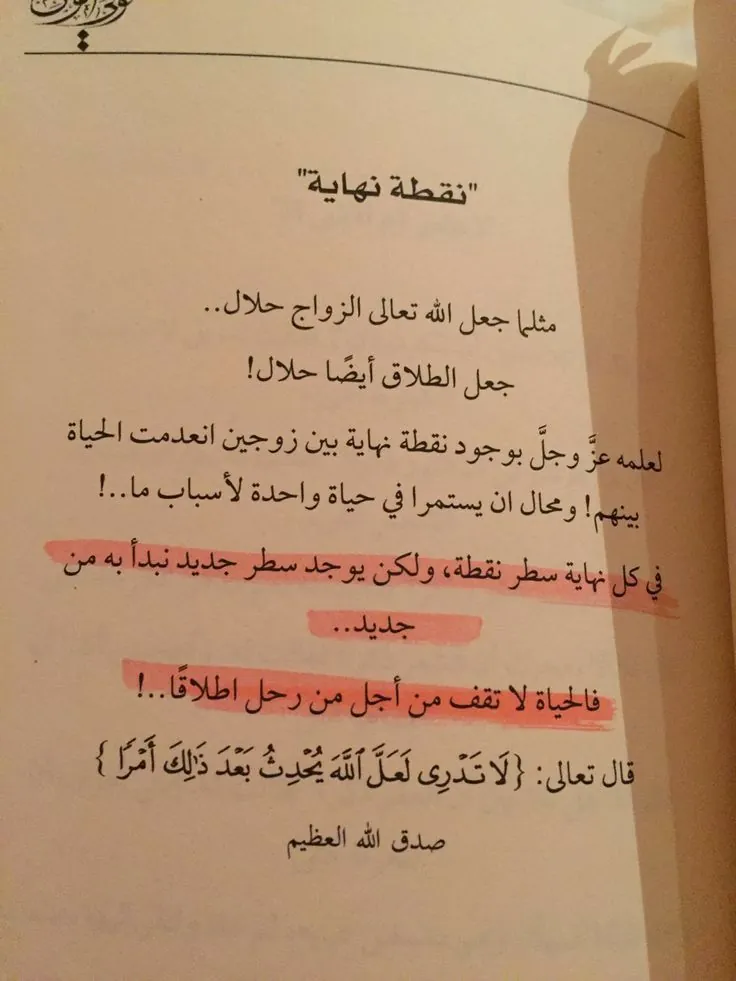 "نقطة نهاية"
مثلما جعل الله تعالى الزواج حلال..
جعل الطلاق أيضًا حلال!
لعلمه عزَّ وجلَّ بوجود نقطة نهاية بين زوجين انعدمت الحياة
بينهم! ومحال ان يستمرا في حياة واحدة لأسباب ما..!
في كل نهاية سطر نقطة، ولكن يوجد سطر جديد نبدأ به من
جديد..
فالحياة لا تقف من أجل من رحل اطلاقًا..!
قال تعالى: {لَا تَدْرِى لَعَلَّ ٱللَّهَ يُحْدِثُ بَعْدَ ذَٰلِكَ أَمْرًا }
صدق الله العظيم